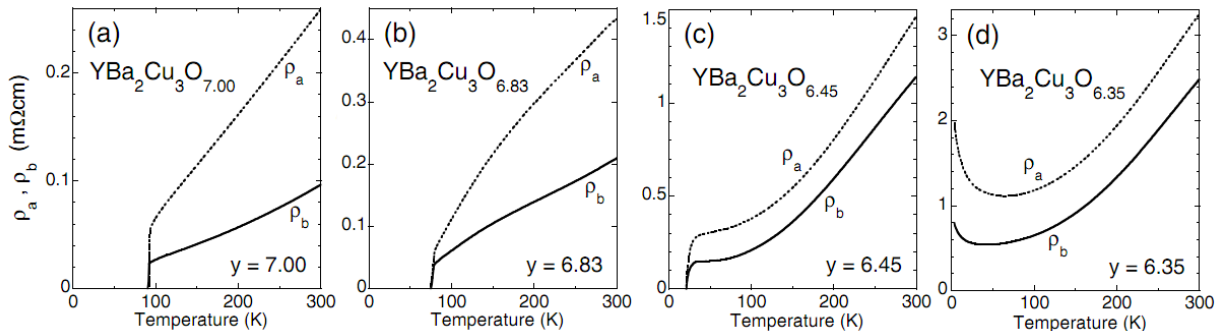 ρa , ρb (mΩcm)
(a)
YBa2Cu3O7.00
ρa
ρb
y = 7.00
0.2
0.1
0
0 100 200 300
Temperature (K)
(b)
YBa2Cu3O6.83
ρa
ρb
y = 6.83
0.4
0.3
0.2
0.1
0
0 100 200 300
Temperature (K)
(c)
YBa2Cu3O6.45
ρa
ρb
y = 6.45
1.5
1
0.5
0
0 100 200 300
Temperature (K)
(d)
YBa2Cu3O6.35
ρa
ρb
y = 6.35
3
2
1
0
0 100 200 300
Temperature (K)